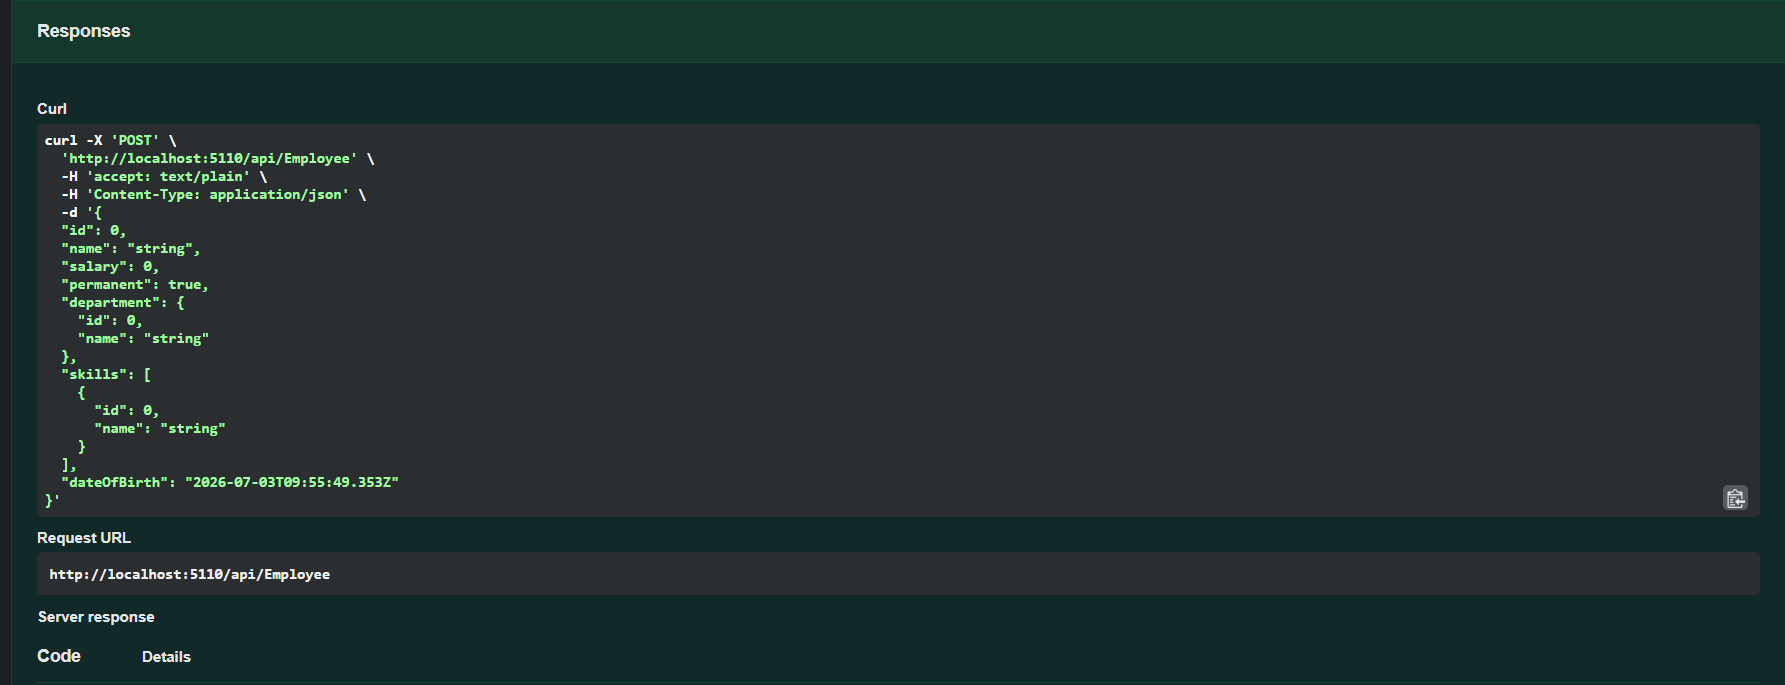 Responses
Curl
curl -X 'POST' \
  'http://localhost:5110/api/Employee' \
  -H 'accept: text/plain' \
  -H 'Content-Type: application/json' \
  -d '{
  "id": 0,
  "name": "string",
  "salary": 0,
  "permanent": true,
  "department": {
    "id": 0,
    "name": "string"
  },
  "skills": [
    {
      "id": 0,
      "name": "string"
    }
  ],
  "dateOfBirth": "2026-07-03T09:55:49.353Z"
}'
Request URL
http://localhost:5110/api/Employee
Server response
Code Details